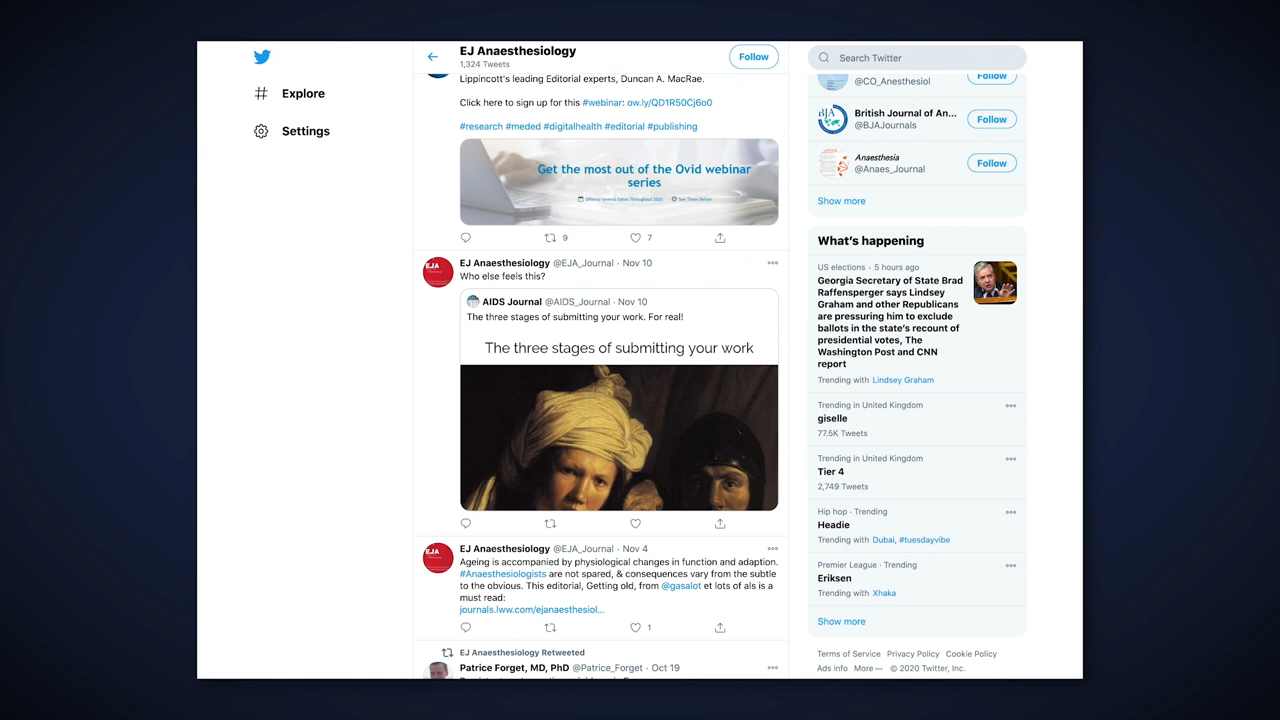 Explore
Settings
EJ Anaesthesiology
1,324 Tweets
Follow
Lippincott's leading Editorial experts, Duncan A. MacRae.
Click here to sign up for this #webinar: ow.ly/QD1R50Cj6o0
#research #meded #digitalhealth #editorial #publishing
Get the most out of the Ovid webinar
series
Offered Several Dates Throughout 2020 See Times Below
9 7
EJA
EJ Anaesthesiology @EJA_Journal · Nov 10
Who else feels this?
AIDS Journal @AIDS_Journal · Nov 10
The three stages of submitting your work. For real!
The three stages of submitting your work
EJA
EJ Anaesthesiology @EJA_Journal · Nov 4
Ageing is accompanied by physiological changes in function and adaption.
#Anaesthesiologists are not spared, & consequences vary from the subtle
to the obvious. This editorial, Getting old, from @gasalot et lots of als is a
must read:
journals.lww.com/ejanaesthesiol...
1
EJ Anaesthesiology Retweeted
Patrice Forget, MD, PhD @Patrice_Forget · Oct 19
Search Twitter
@CO_Anesthesiol
Follow
BJA
British Journal of An...
@BJAJournals
Follow
Anaesthesia
@Anaes_Journal
Follow
Show more
What's happening
US elections · 5 hours ago
Georgia Secretary of State Brad
Raffensperger says Lindsey
Graham and other Republicans
are pressuring him to exclude
ballots in the state's recount of
presidential votes, The
Washington Post and CNN
report
Trending with Lindsey Graham
Trending in United Kingdom
giselle
77.5K Tweets
Trending in United Kingdom
Tier 4
2,749 Tweets
Hip hop · Trending
Headie
Trending with Dubai, #tuesdayvibe
Premier League · Trending
Eriksen
Trending with Xhaka
Show more
Terms of Service Privacy Policy Cookie Policy
Ads info More ··· © 2020 Twitter, Inc.